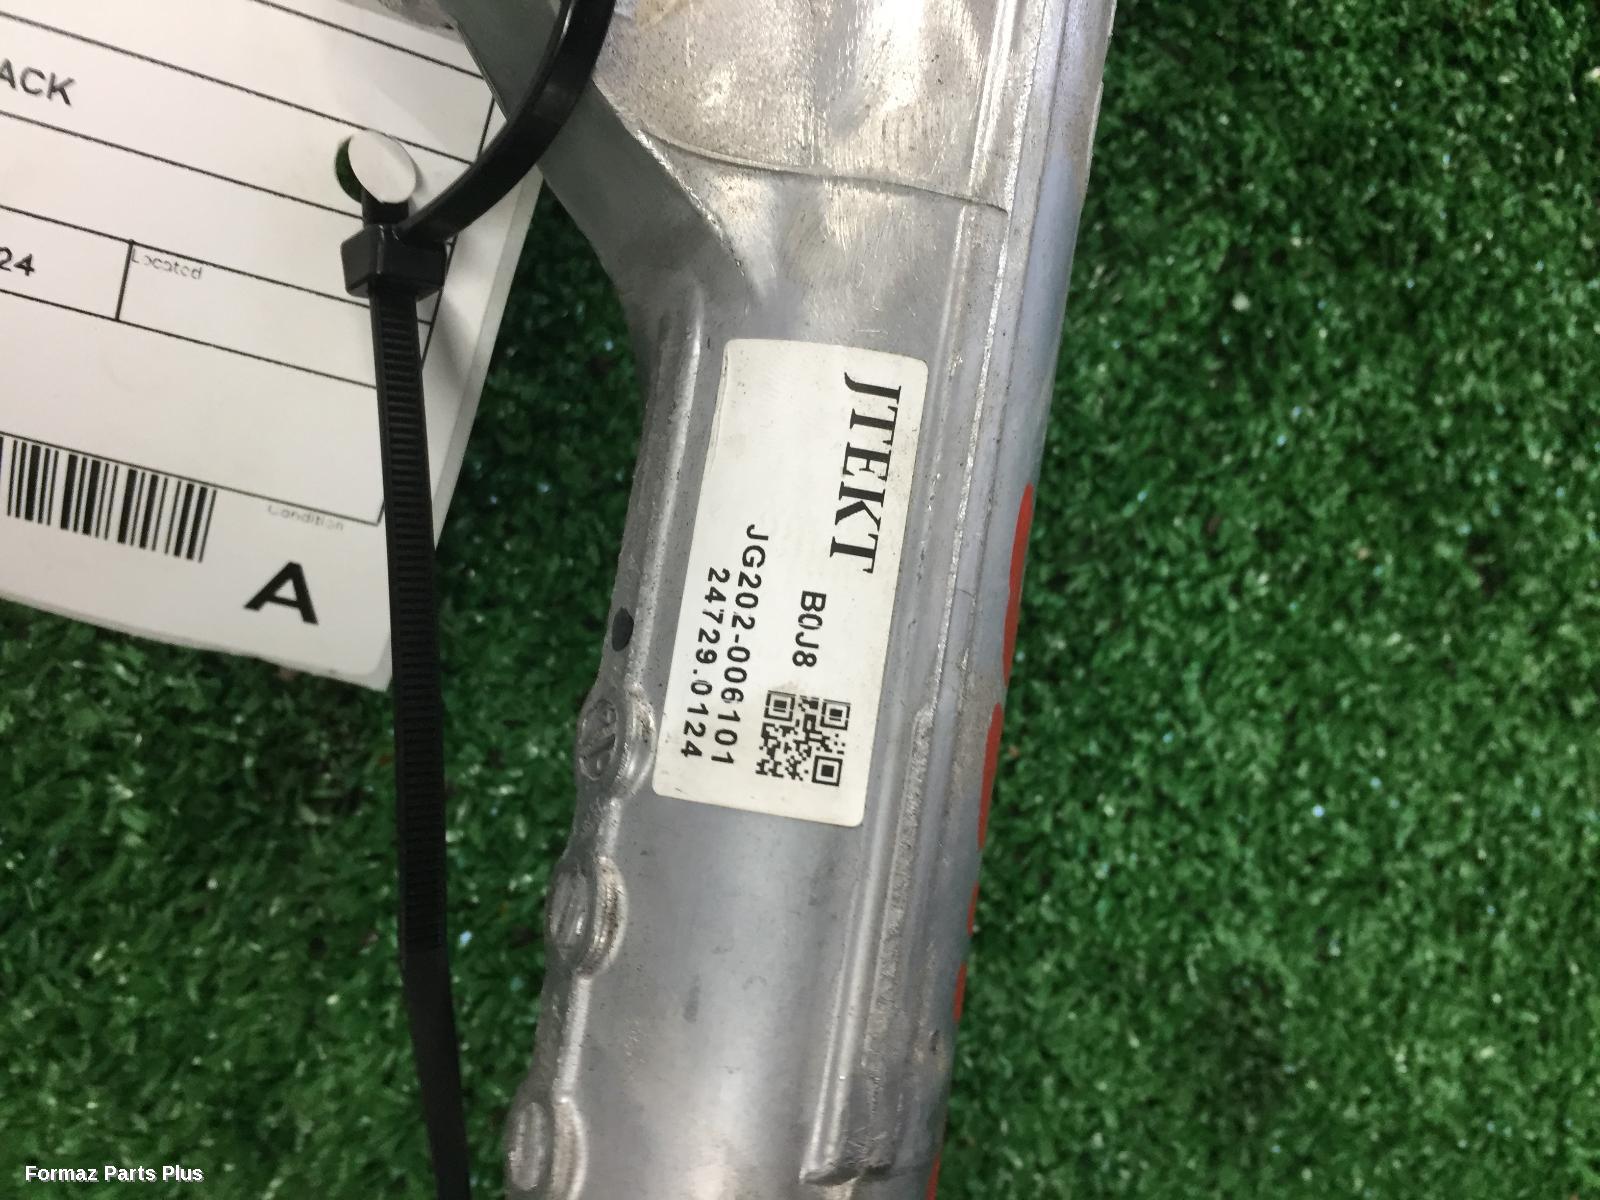 ACK
24
Located
Condition
A
JTEKT
B0J8
JG202-006101
24729.0124
Formaz Parts Plus